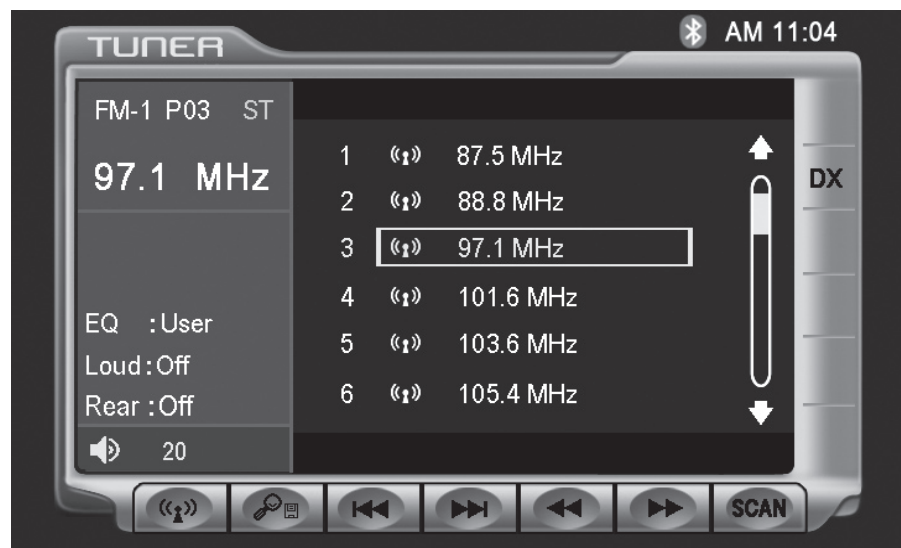 TUNER
AM 11:04
FM-1 P03 ST
97.1 MHz
EQ :User
Loud:Off
Rear :Off
20
1 87.5 MHz
2 88.8 MHz
3 97.1 MHz
4 101.6 MHz
5 103.6 MHz
6 105.4 MHz
DX
SCAN